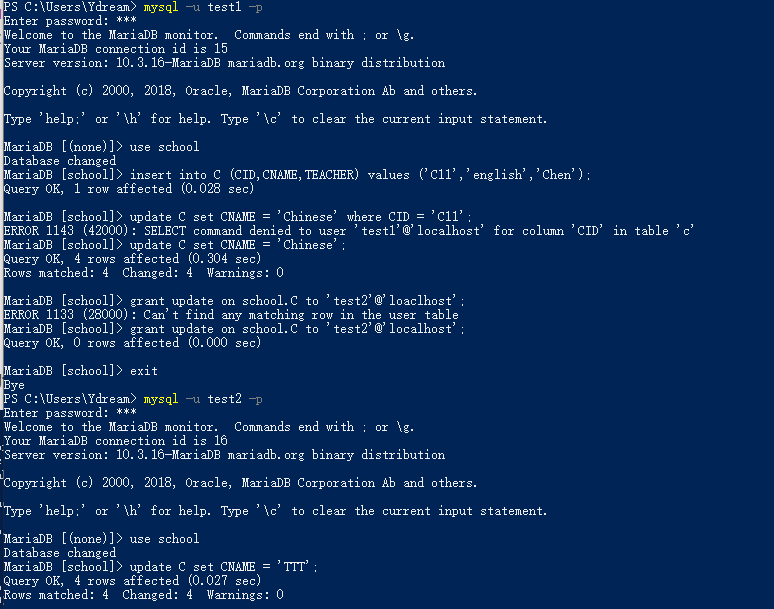 PS C:\Users\Ydream> mysql -u test1 -p
Enter password: ***
Welcome to the MariaDB monitor.  Commands end with ; or \g.
Your MariaDB connection id is 15
Server version: 10.3.16-MariaDB mariadb.org binary distribution
Copyright (c) 2000, 2018, Oracle, MariaDB Corporation Ab and others.
Type 'help;' or '\h' for help. Type '\c' to clear the current input statement.
MariaDB [(none)]> use school
Database changed
MariaDB [school]> insert into C (CID,CNAME,TEACHER) values ('C11','english','Chen');
Query OK, 1 row affected (0.028 sec)
MariaDB [school]> update C set CNAME = 'Chinese' where CID = 'C11';
ERROR 1143 (42000): SELECT command denied to user 'test1'@'localhost' for column 'CID' in table 'c'
MariaDB [school]> update C set CNAME = 'Chinese';
Query OK, 4 rows affected (0.304 sec)
Rows matched: 4  Changed: 4  Warnings: 0
MariaDB [school]> grant update on school.C to 'test2'@'loaclhost';
ERROR 1133 (28000): Can't find any matching row in the user table
MariaDB [school]> grant update on school.C to 'test2'@'localhost';
Query OK, 0 rows affected (0.000 sec)
MariaDB [school]> exit
Bye
PS C:\Users\Ydream> mysql -u test2 -p
Enter password: ***
Welcome to the MariaDB monitor.  Commands end with ; or \g.
Your MariaDB connection id is 16
Server version: 10.3.16-MariaDB mariadb.org binary distribution
Copyright (c) 2000, 2018, Oracle, MariaDB Corporation Ab and others.
Type 'help;' or '\h' for help. Type '\c' to clear the current input statement.
MariaDB [(none)]> use school
Database changed
MariaDB [school]> update C set CNAME = 'TTT';
Query OK, 4 rows affected (0.027 sec)
Rows matched: 4  Changed: 4  Warnings: 0